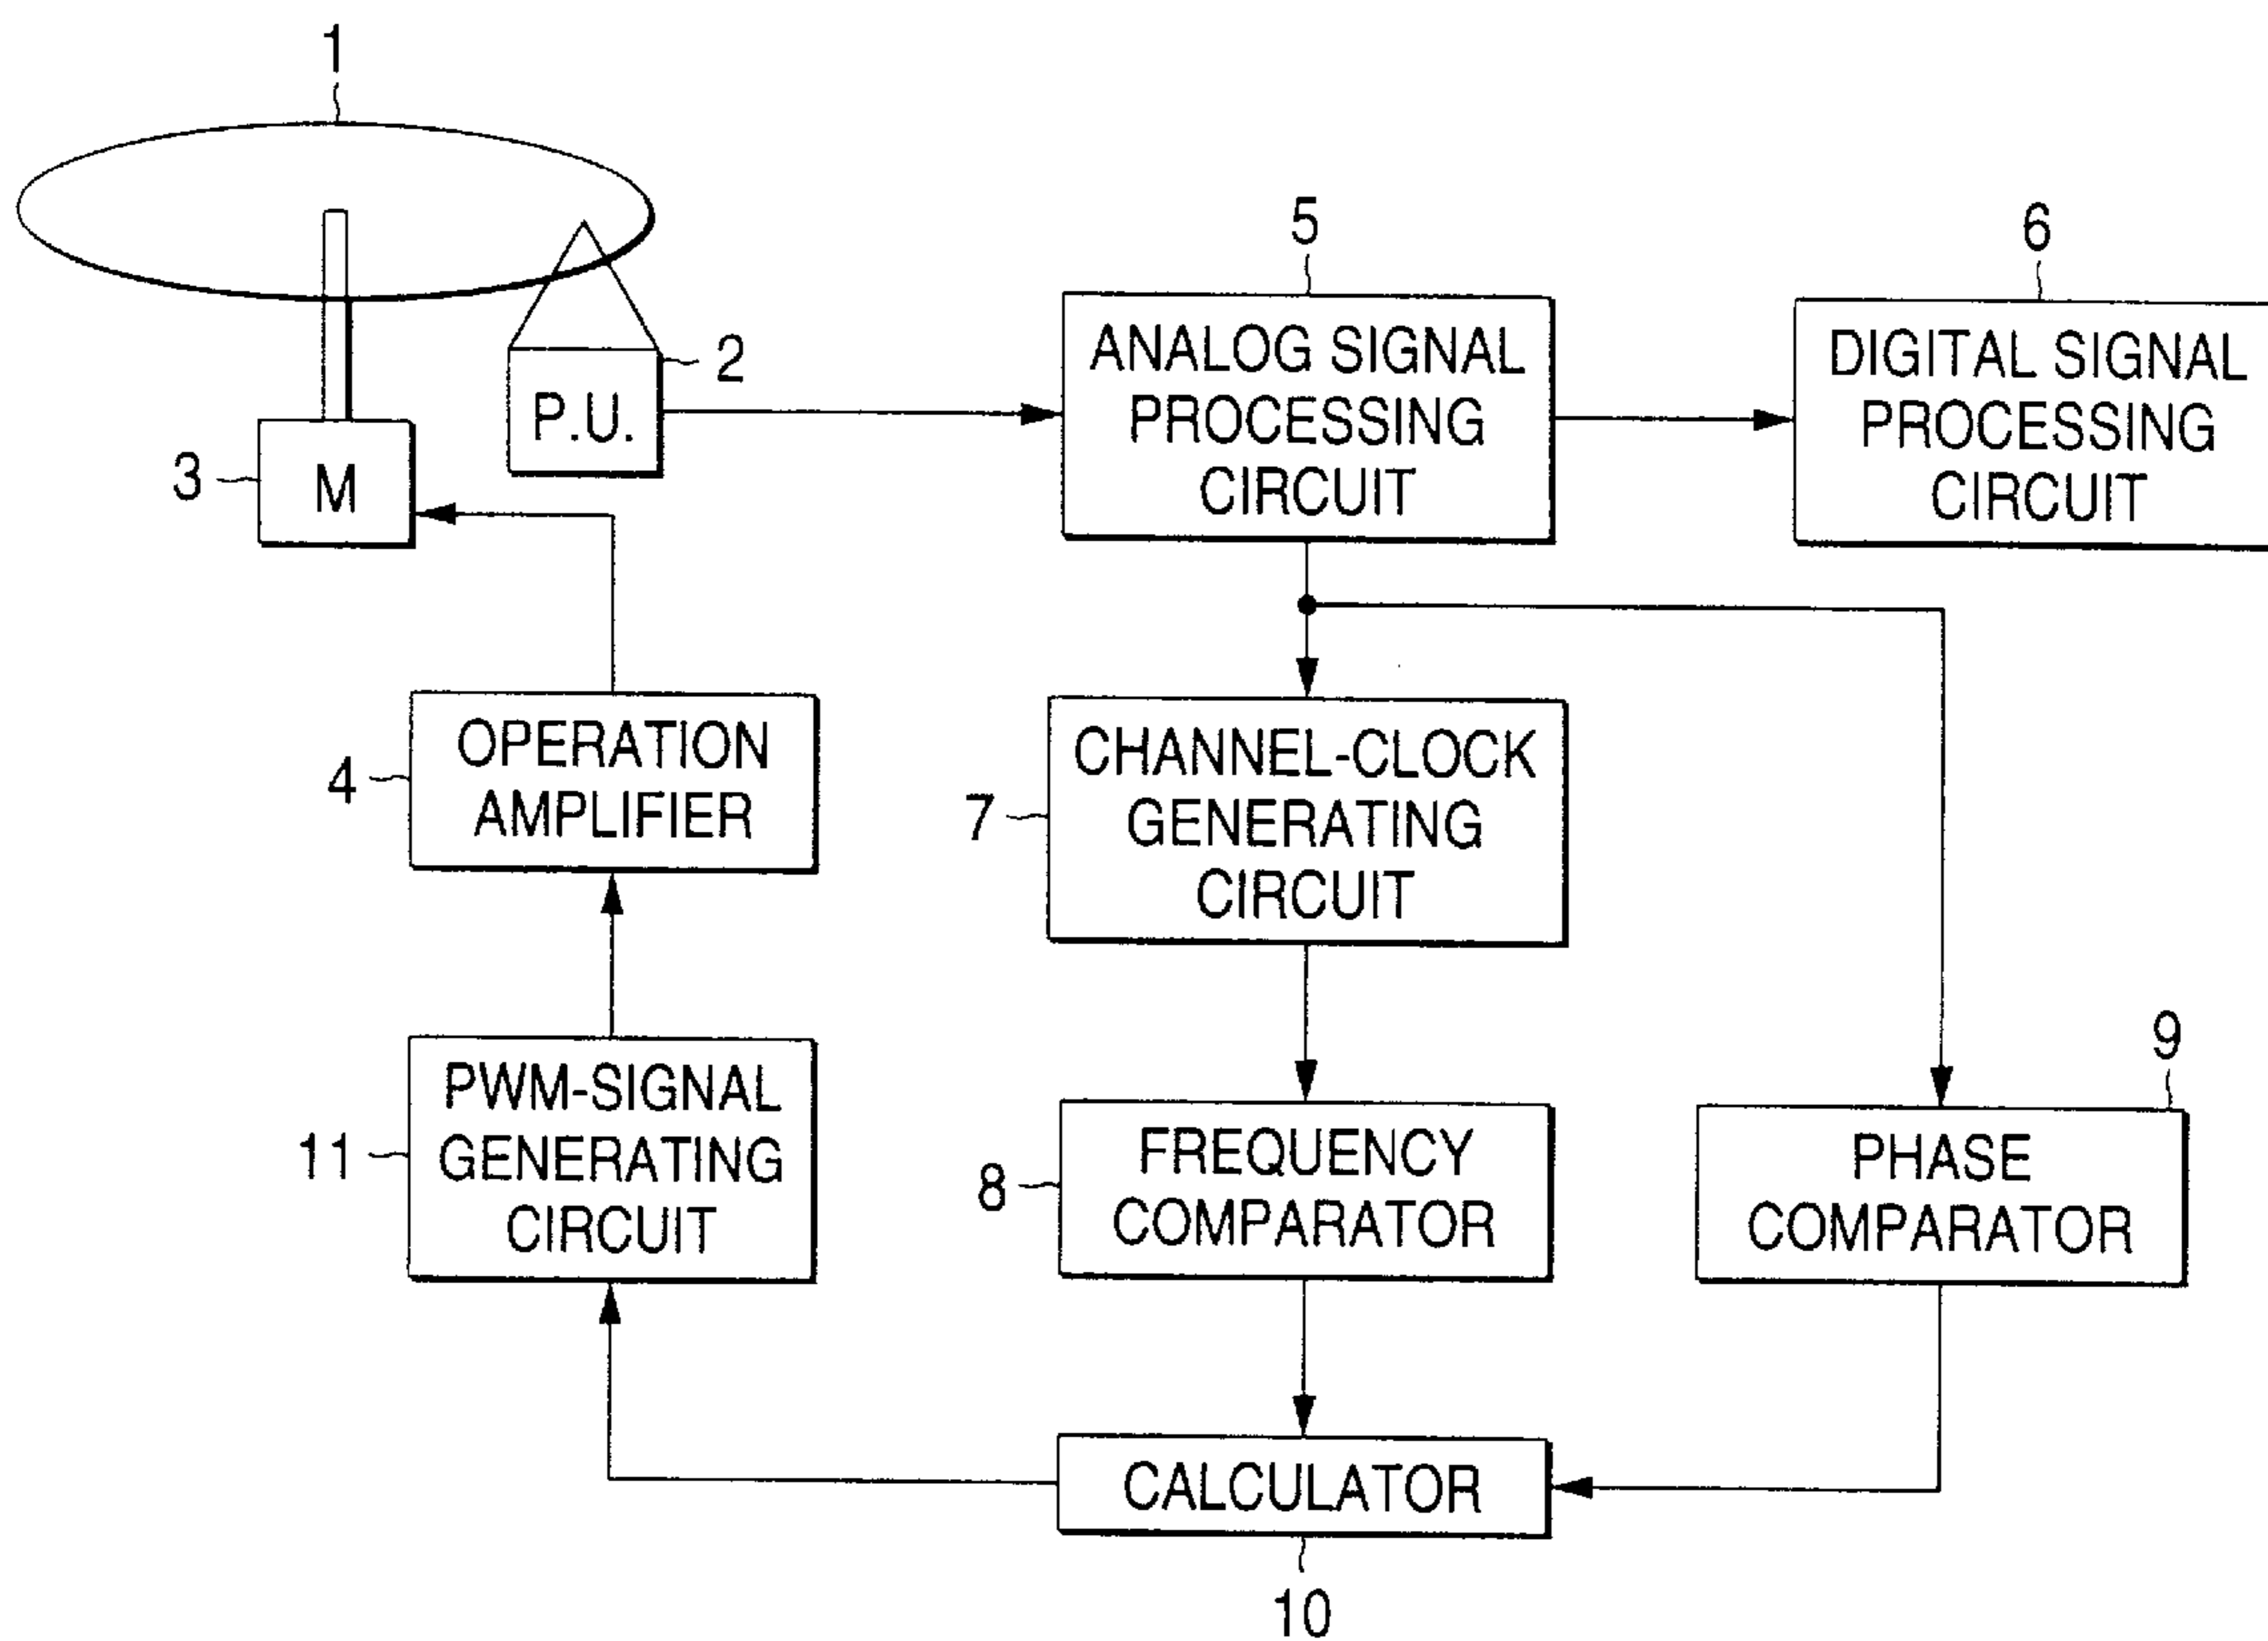 1
2
P.U.
3
M
5
ANALOG SIGNAL
PROCESSING
CIRCUIT
6
DIGITAL SIGNAL
PROCESSING
CIRCUIT
4
OPERATION
AMPLIFIER
7
CHANNEL-CLOCK
GENERATING
CIRCUIT
11
PWM-SIGNAL
GENERATING
CIRCUIT
8
FREQUENCY
COMPARATOR
9
PHASE
COMPARATOR
CALCULATOR
10